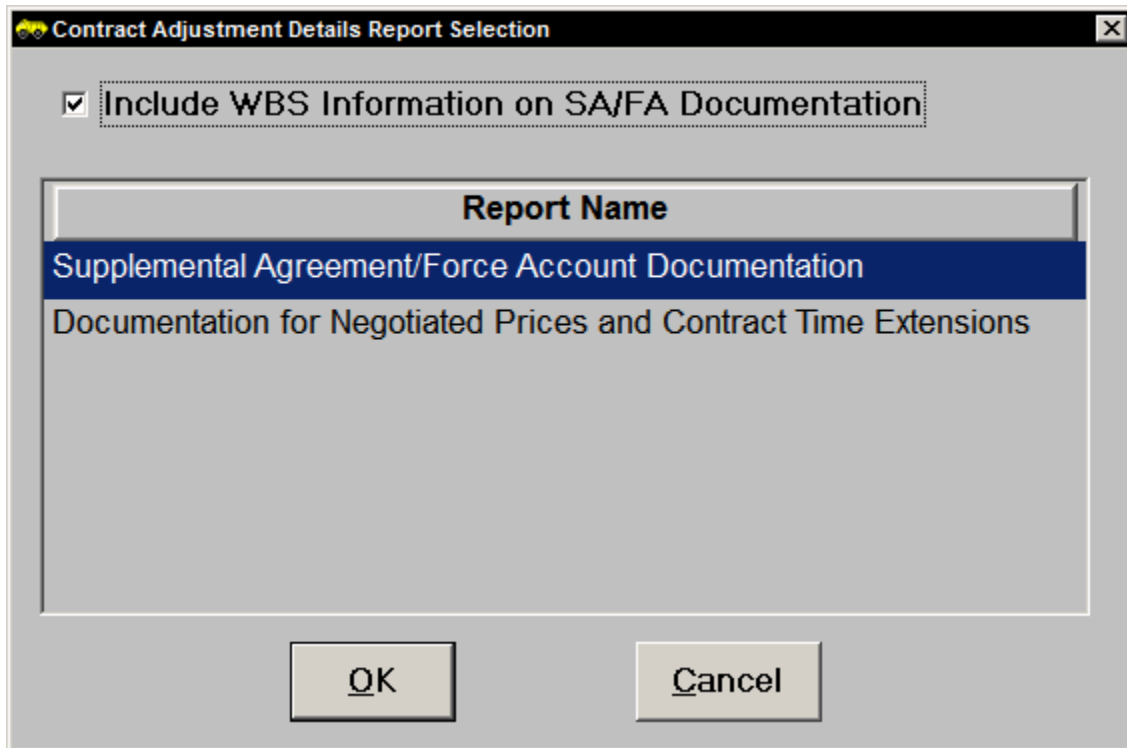 Contract Adjustment Details Report Selection
Include WBS Information on SA/FA Documentation
Report Name
Supplemental Agreement/Force Account Documentation
Documentation for Negotiated Prices and Contract Time Extensions
OK
Cancel